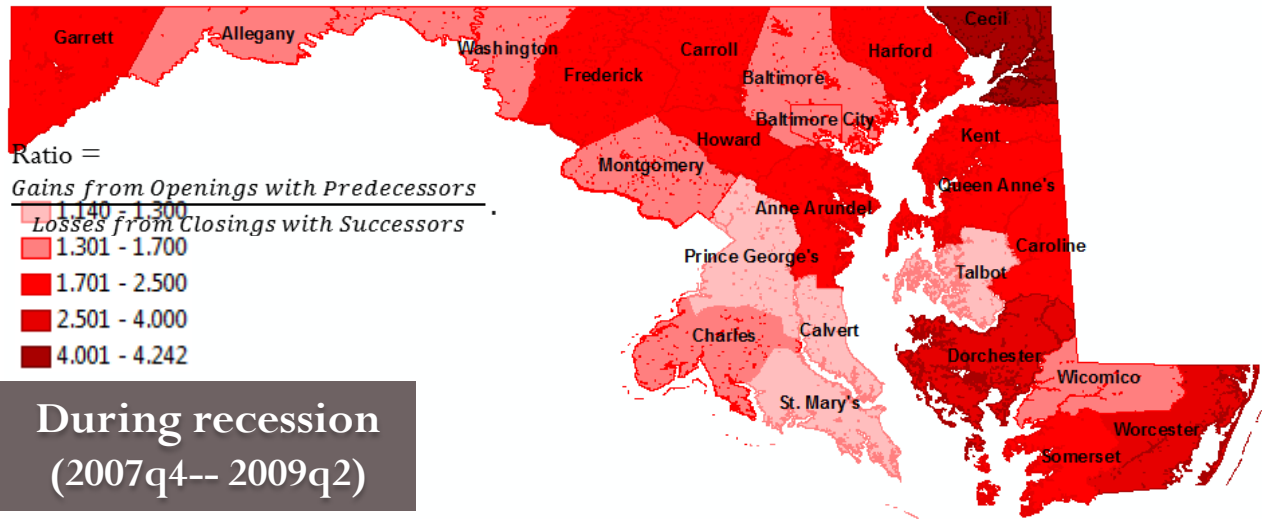 Cecil
Garrett
Allegany
Washington
Carroll
Harford
Frederick
Baltimore
Baltimore City
Kent
Howard
Ratio =
Montgomery
Gains from Openings with Predecessors
Losses from Closings with Successors
.
Queen Anne's
Anne Arundel
1.140 - 1.300
1.301 - 1.700
1.701 - 2.500
2.501 - 4.000
4.001 - 4.242
Caroline
Prince George's
Talbot
Charles
Calvert
Dorchester
Wicomico
St. Mary's
Worcester
Somerset
During recession
(2007q4-- 2009q2)